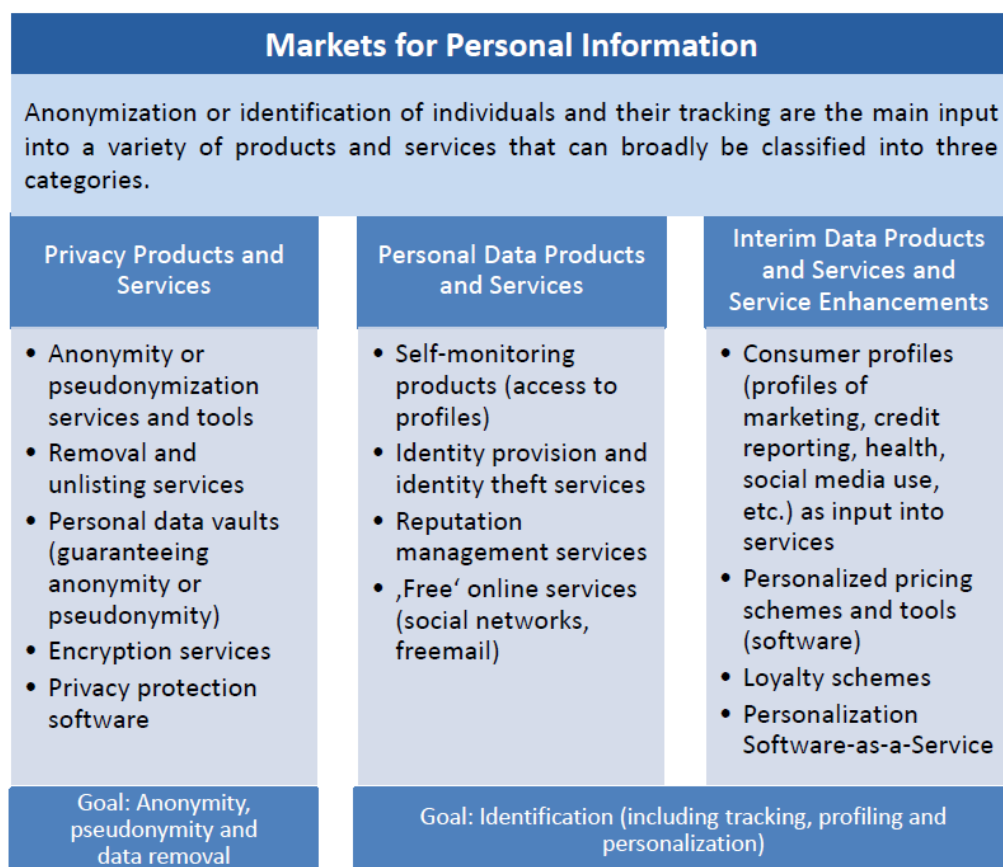 Markets for Personal Information
Anonymization or identification of individuals and their tracking are the main input
into a variety of products and services that can broadly be classified into three
categories.
Privacy Products and
Services
• Anonymity or
pseudonymization
services and tools
• Removal and
unlisting services
• Personal data vaults
(guaranteeing
anonymity or
pseudonymity)
• Encryption services
• Privacy protection
software
Goal: Anonymity,
pseudonymity and
data removal
Personal Data Products
and Services
• Self-monitoring
products (access to
profiles)
• Identity provision and
identity theft services
• Reputation
management services
• ‚Free‘ online services
(social networks,
freemail)
Interim Data Products
and Services and
Service Enhancements
• Consumer profiles
(profiles of
marketing, credit
reporting, health,
social media use,
etc.) as input into
services
• Personalized pricing
schemes and tools
(software)
• Loyalty schemes
• Personalization
Software-as-a-Service
Goal: Identification (including tracking, profiling and
personalization)